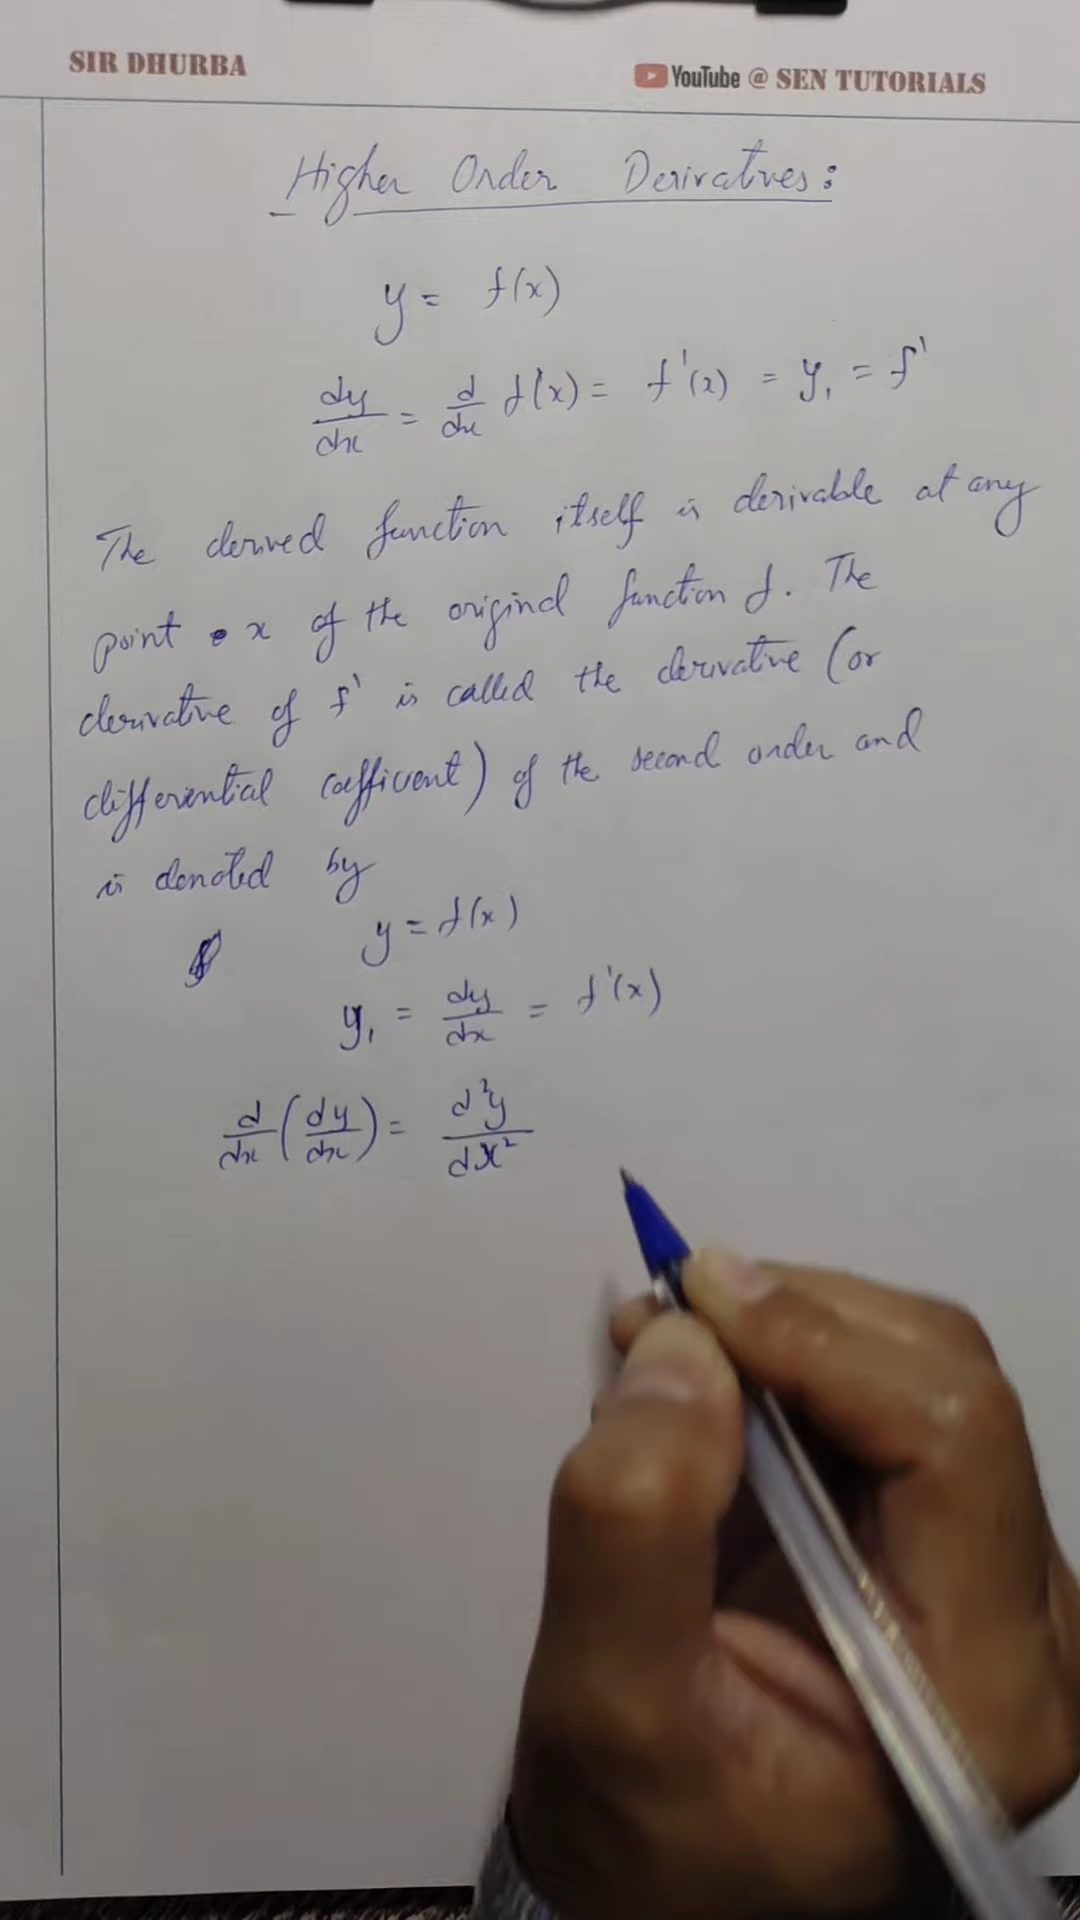 SIR DHURBA
YouTube @ SEN TUTORIALS
Higher Order Derivatives:
y = f(x)
dy/dx = d/dx f(x) = f'(x) = y₁ = f'
The derived function itself is derivable at any
point x of the original function f. The
derivative of f' is called the derivative (or
differential coefficient) of the second order and
is denoted by
y = f(x)
y₁ = dy/dx = f'(x)
d/dx (dy/dx) = d²y/dx²